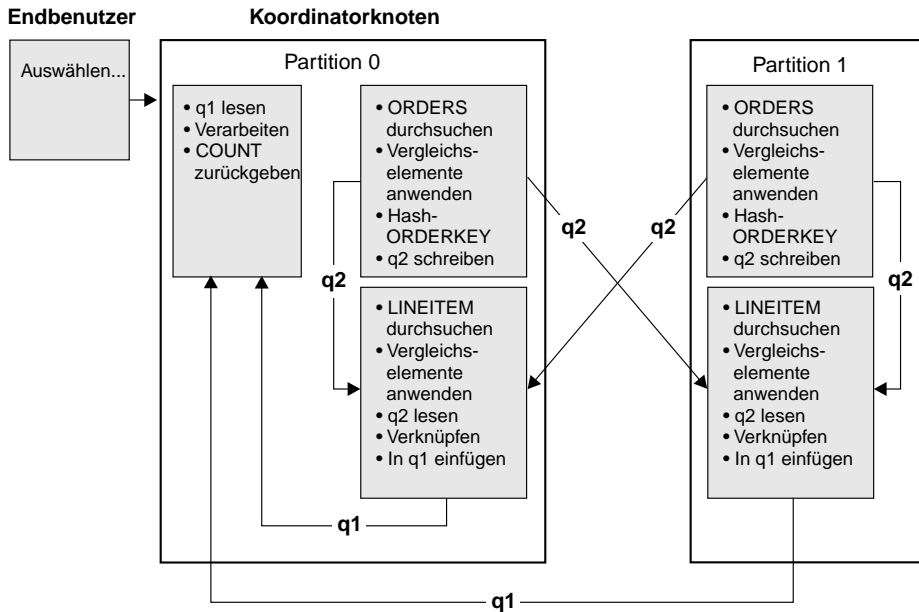 Endbenutzer
Koordinatorknoten
Auswählen...
Partition 0
• q1 lesen
• Verarbeiten
• COUNT
zurückgeben
• ORDERS
durchsuchen
• Vergleichs-
elemente
anwenden
• Hash-
ORDERKEY
• q2 schreiben
q2
• LINEITEM
durchsuchen
• Vergleichs-
elemente
anwenden
• q2 lesen
• Verknüpfen
• In q1 einfügen
q1
q2
q2
Partition 1
• ORDERS
durchsuchen
• Vergleichs-
elemente
anwenden
• Hash-
ORDERKEY
• q2 schreiben
q2
• LINEITEM
durchsuchen
• Vergleichs-
elemente
anwenden
• q2 lesen
• Verknüpfen
• In q1 einfügen
q1